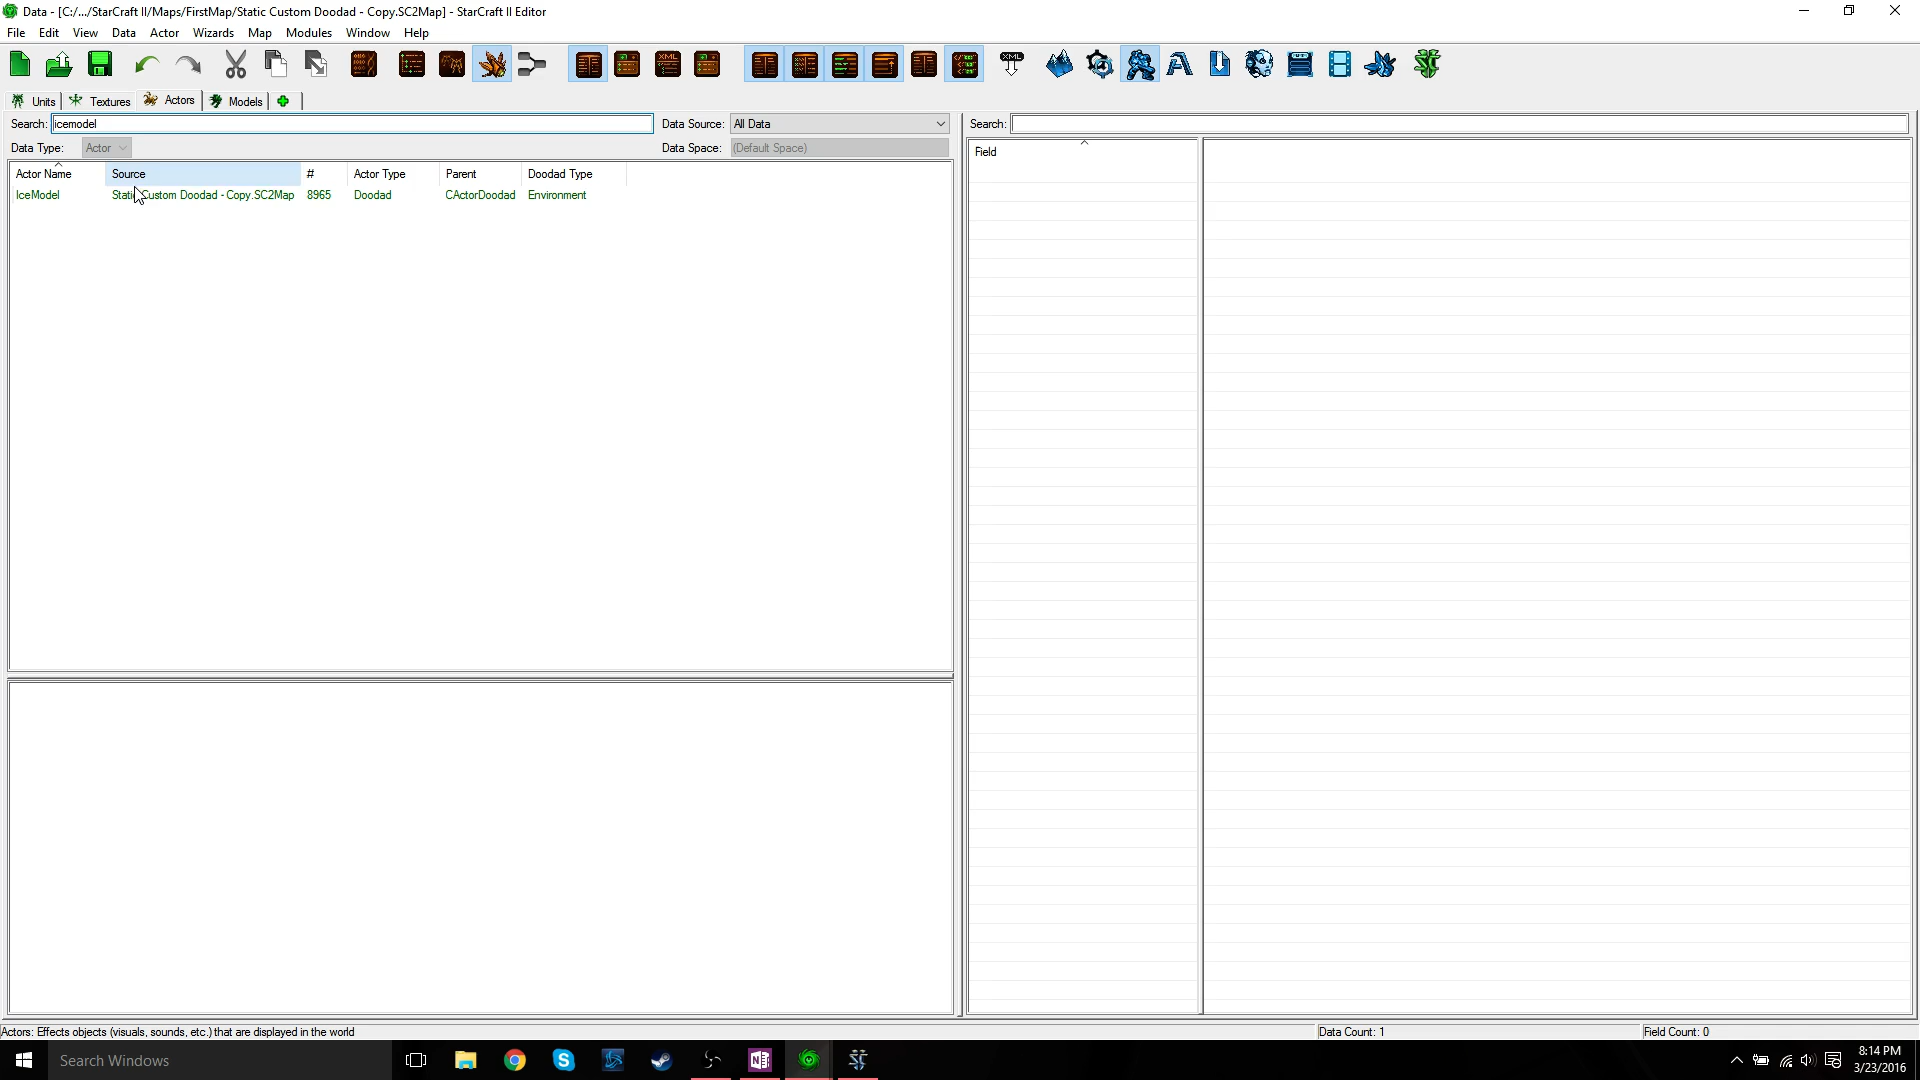 Data - [C:/.../StarCraft II/Maps/FirstMap/Static Custom Doodad - Copy.SC2Map] - StarCraft II Editor
File Edit View Data Actor Wizards Map Modules Window Help
XML
XML
Units Textures Actors Models
Search: icemodel Data Source: All Data Search:
Data Type: Actor Data Space: (Default Space)
Field
Actor Name Source # Actor Type Parent Doodad Type
IceModel Static Custom Doodad - Copy.SC2Map 8965 Doodad CActorDoodad Environment
Actors: Effects objects (visuals, sounds, etc.) that are displayed in the world Data Count: 1 Field Count: 0
Search Windows
8:14 PM
3/23/2016